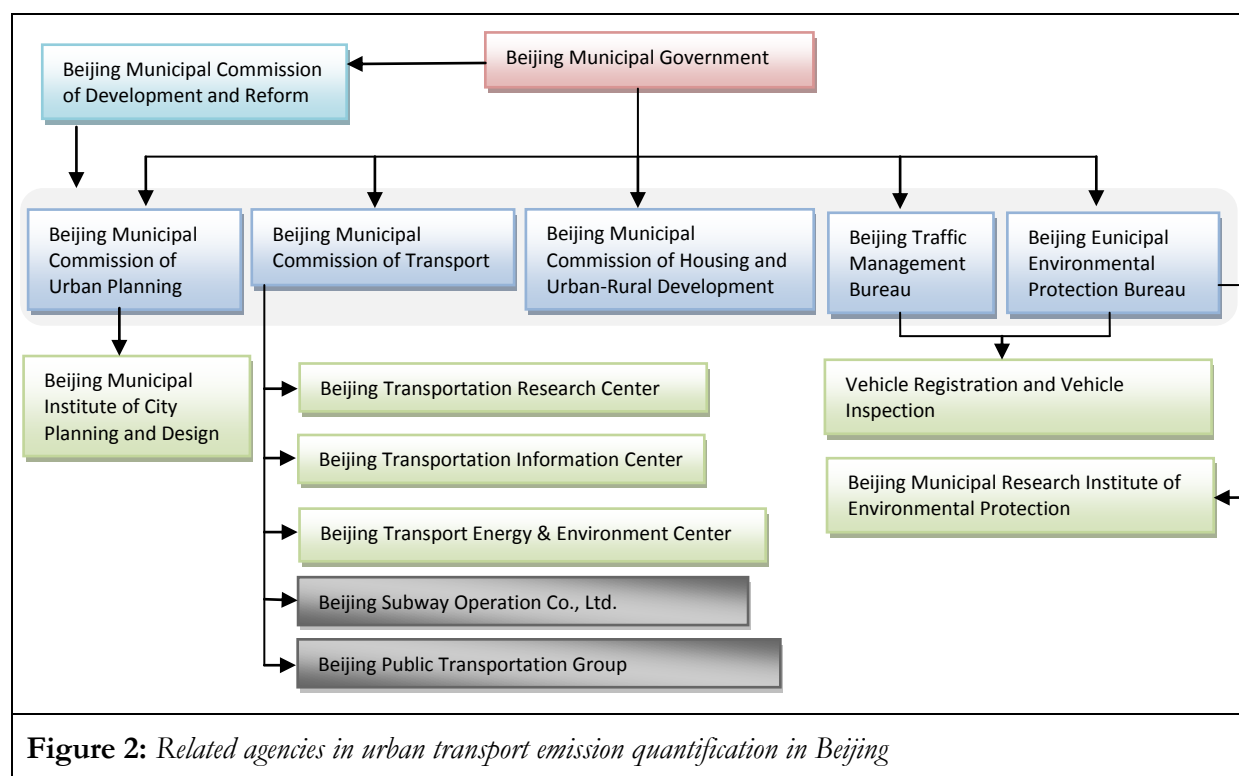 Beijing Municipal Commission
of Development and Reform
Beijing Municipal Government
Beijing Municipal
Commission of
Urban Planning
Beijing Municipal
Commission of Transport
Beijing Municipal
Commission of Housing and
Urban-Rural Development
Beijing Traffic
Management
Bureau
Beijing Eunicipal
Environmental
Protection Bureau
Beijing Municipal
Institute of City
Planning and Design
Beijing Transportation Research Center
Beijing Transportation Information Center
Beijing Transport Energy & Environment Center
Beijing Subway Operation Co., Ltd.
Beijing Public Transportation Group
Vehicle Registration and Vehicle
Inspection
Beijing Municipal Research Institute of
Environmental Protection
Figure 2: Related agencies in urban transport emission quantification in Beijing